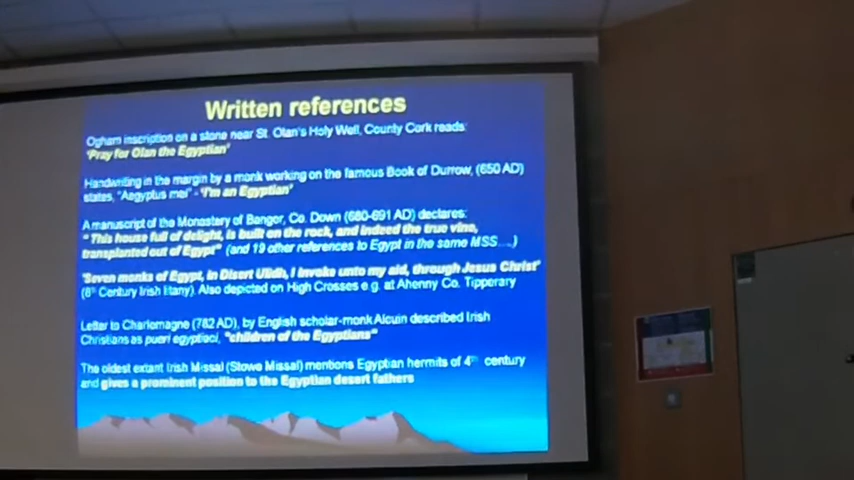 Written references
Ogham inscription on a stone near St. Olan's Holy Well, County Cork reads:
'Pray for Olan the Egyptian'
Handwriting in the margin by a monk working on the famous Book of Durrow, (650 AD)
states, "Aegyptus mei" - 'I'm an Egyptian'
A manuscript of the Monastery of Bangor, Co. Down (680-691 AD) declares:
" This house full of delight, is built on the rock, and indeed the true vine,
transplanted out of Egypt" (and 19 other references to Egypt in the same MSS....)
'Seven monks of Egypt, in Disert Ulidh, I invoke unto my aid, through Jesus Christ'
(8th Century Irish litany). Also depicted on High Crosses e.g. at Ahenny Co. Tipperary
Letter to Charlemagne (782 AD), by English scholar-monk Alcuin described Irish
Christians as pueri egyptiaci, "children of the Egyptians"
The oldest extant Irish Missal (Stowe Missal) mentions Egyptian hermits of 4th century
and gives a prominent position to the Egyptian desert fathers